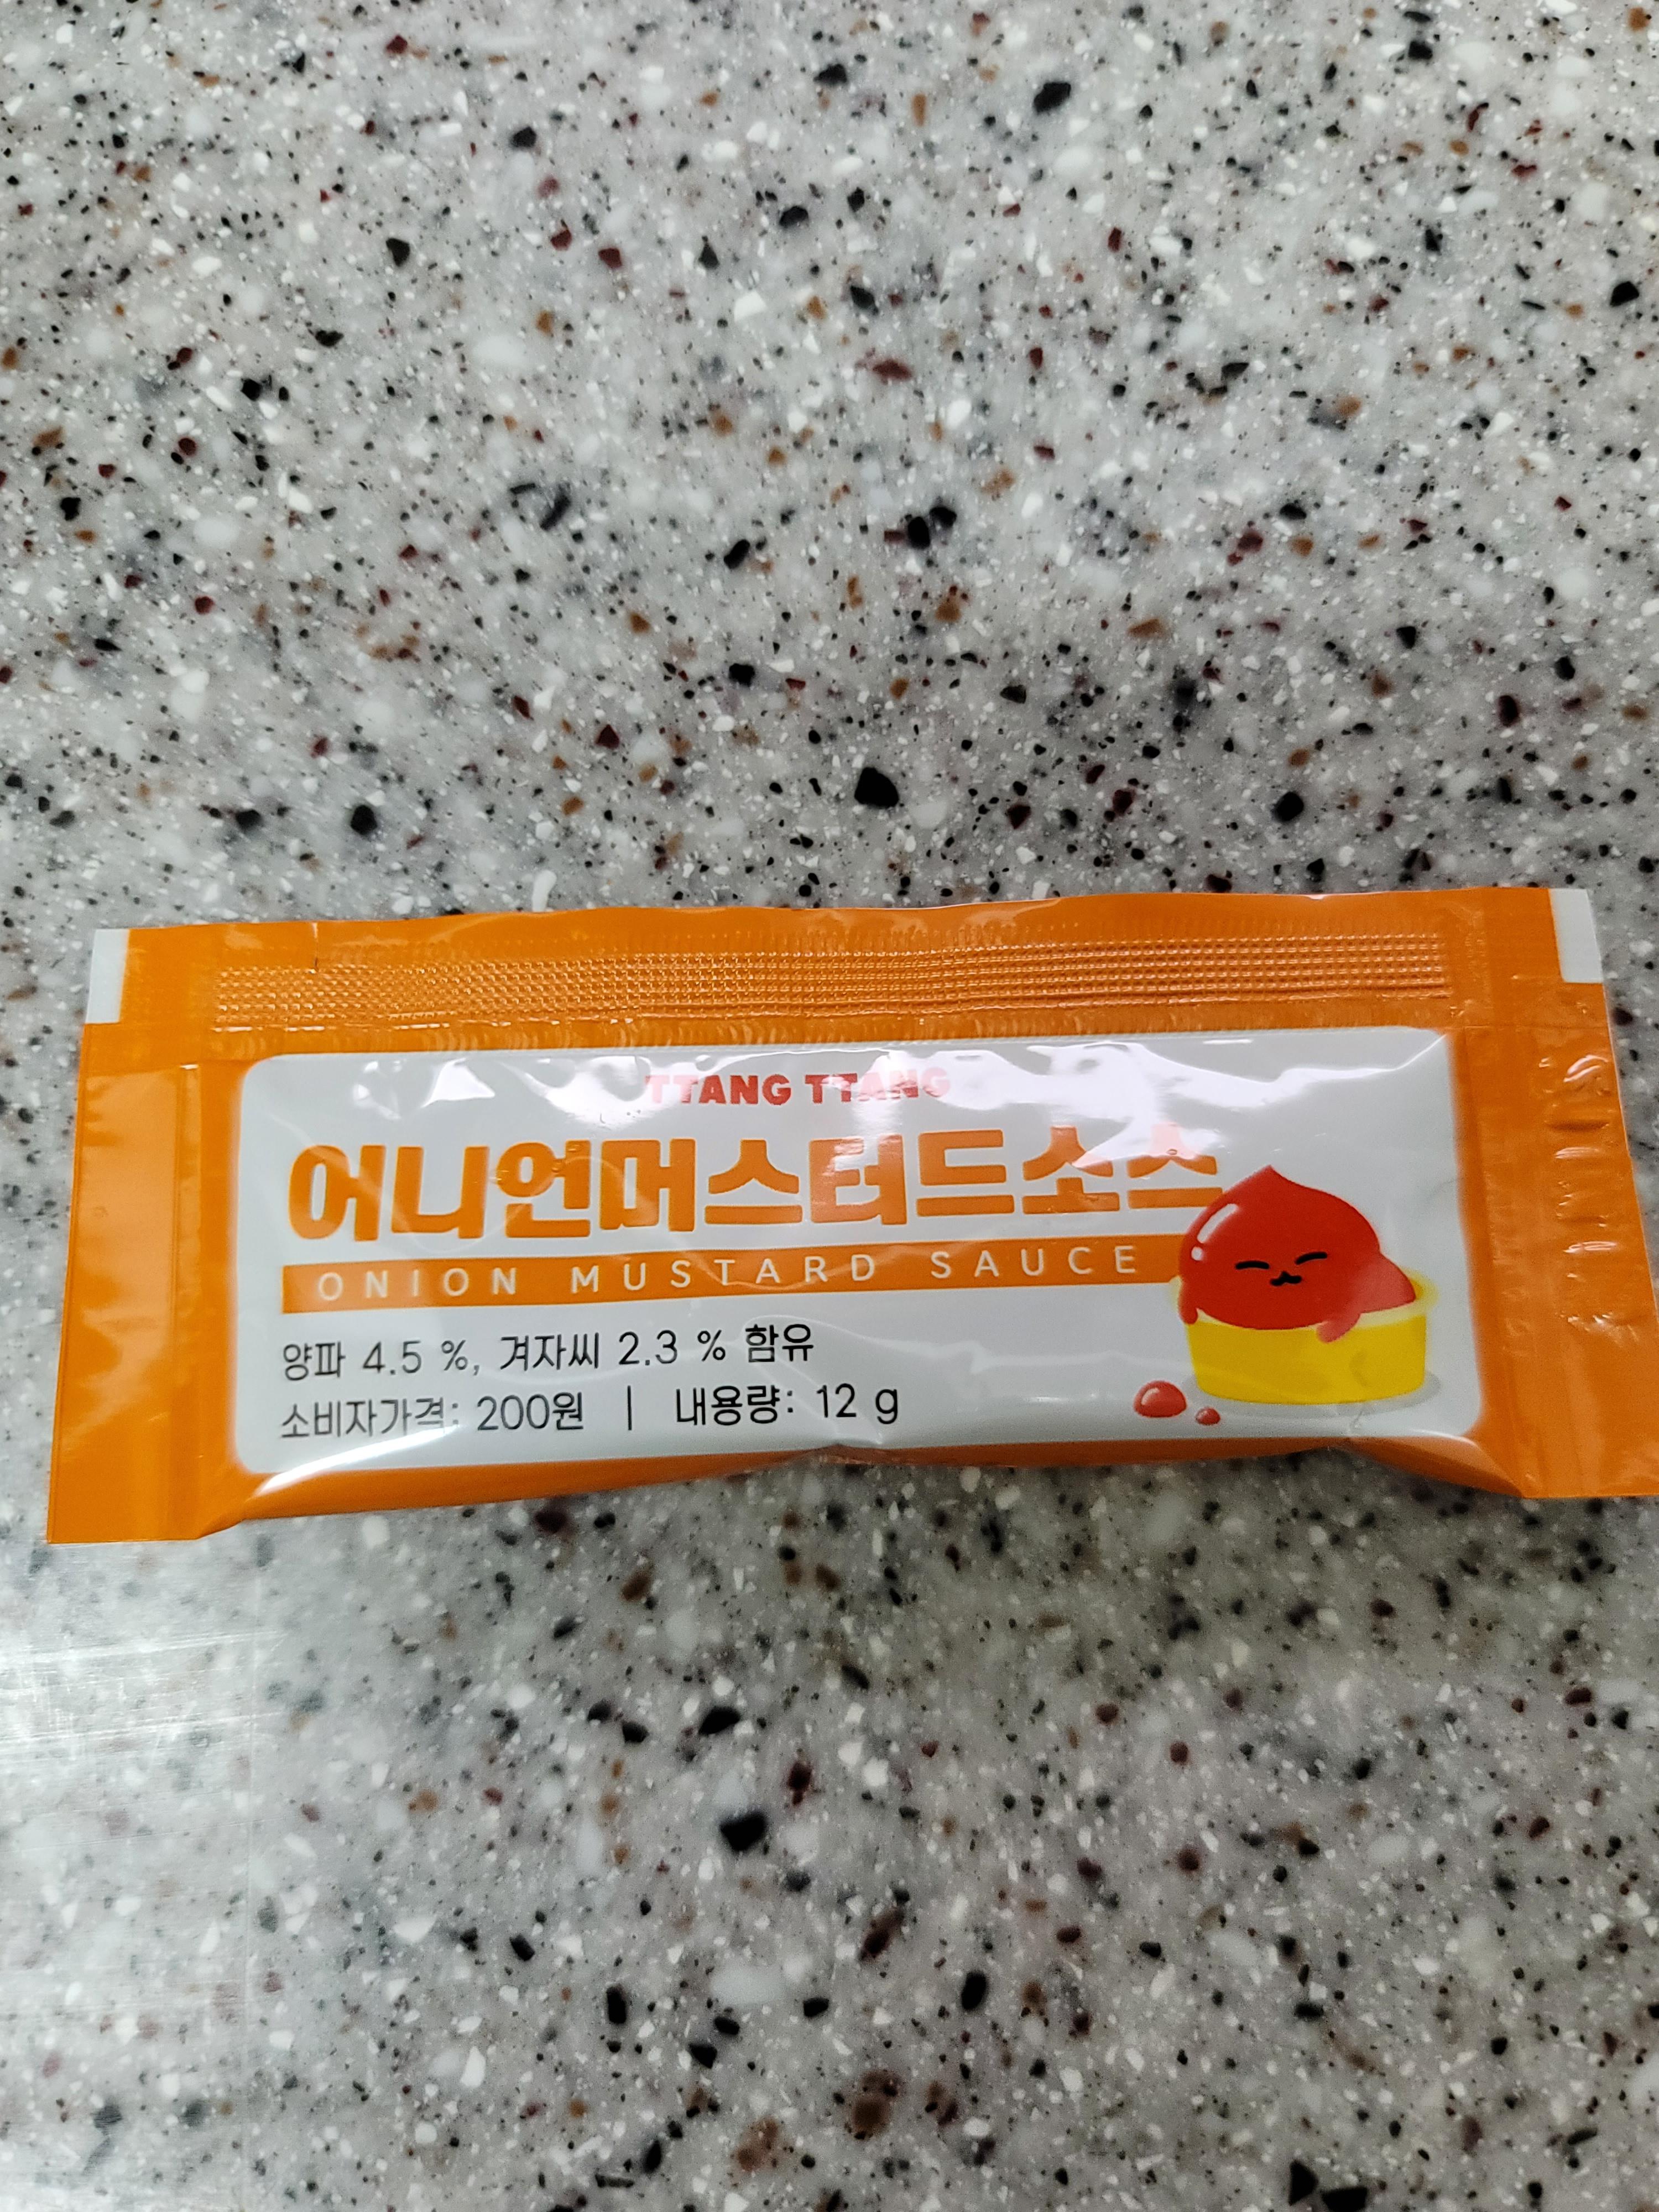 TTANG TTANG
어니언머스터드소스
ONION MUSTARD SAUCE
양파 4.5 %, 겨자씨 2.3 % 함유
소비자가격: 200원 | 내용량: 12 g